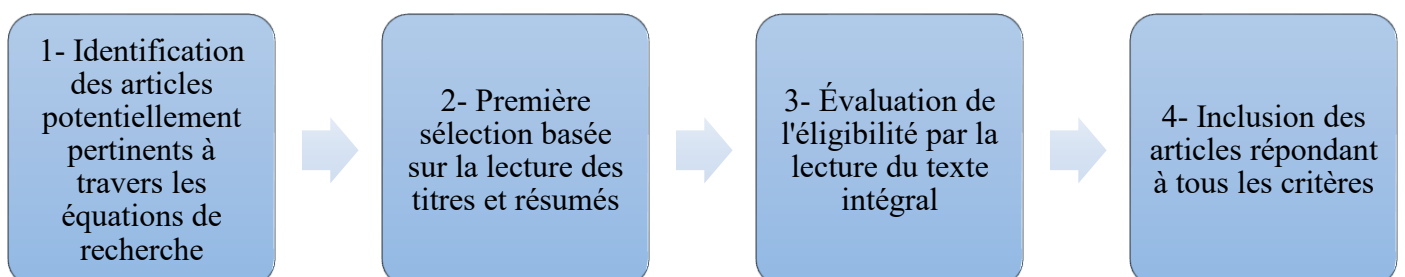 1- Identification
des articles
potentiellement
pertinents à
travers les
équations de
recherche
2- Première
sélection basée
sur la lecture des
titres et résumés
3- Évaluation de
l'éligibilité par la
lecture du texte
intégral
4- Inclusion des
articles répondant
à tous les critères